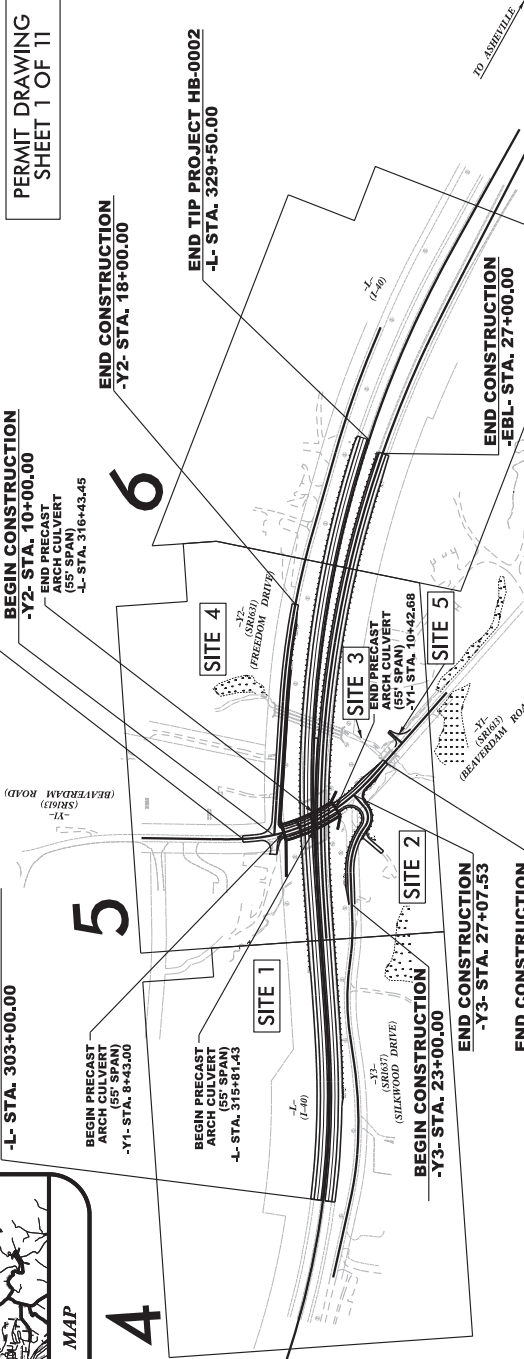 PERMIT DRAWING
SHEET 1 OF 11
TO ASHEVILLE
END TIP PROJECT HB-0002
-L- STA. 329+50.00
END CONSTRUCTION
-Y2- STA. 18+00.00
BEGIN CONSTRUCTION
-Y2- STA. 10+00.00
END PRECAST
ARCH CULVERT
(55' SPAN)
-L- STA. 316+43.45
6
-L-
(I-40)
END CONSTRUCTION
-EBL- STA. 27+00.00
SITE 4
-Y2-
(SR1631)
(FREEDOM DRIVE)
SITE 3
END PRECAST
ARCH CULVERT
(55' SPAN)
-Y1- STA. 10+42.68
SITE 5
-Y1-
(SR1613)
(BEAVERDAM ROA
-Y1-
(SR1613)
(BEAVERDAM ROAD)
5
SITE 2
SITE 1
-L- STA. 303+00.00
BEGIN PRECAST
ARCH CULVERT
(55' SPAN)
-Y1- STA. 8+43.00
BEGIN PRECAST
ARCH CULVERT
(55' SPAN)
-L- STA. 315+81.43
END CONSTRUCTION
-Y3- STA. 27+07.53
END CONSTRUCTION
BEGIN CONSTRUCTION
-Y3- STA. 23+00.00
-Y3-
(SR1637)
(SILKWOOD DRIVE)
-L-
(I-40)
MAP
4